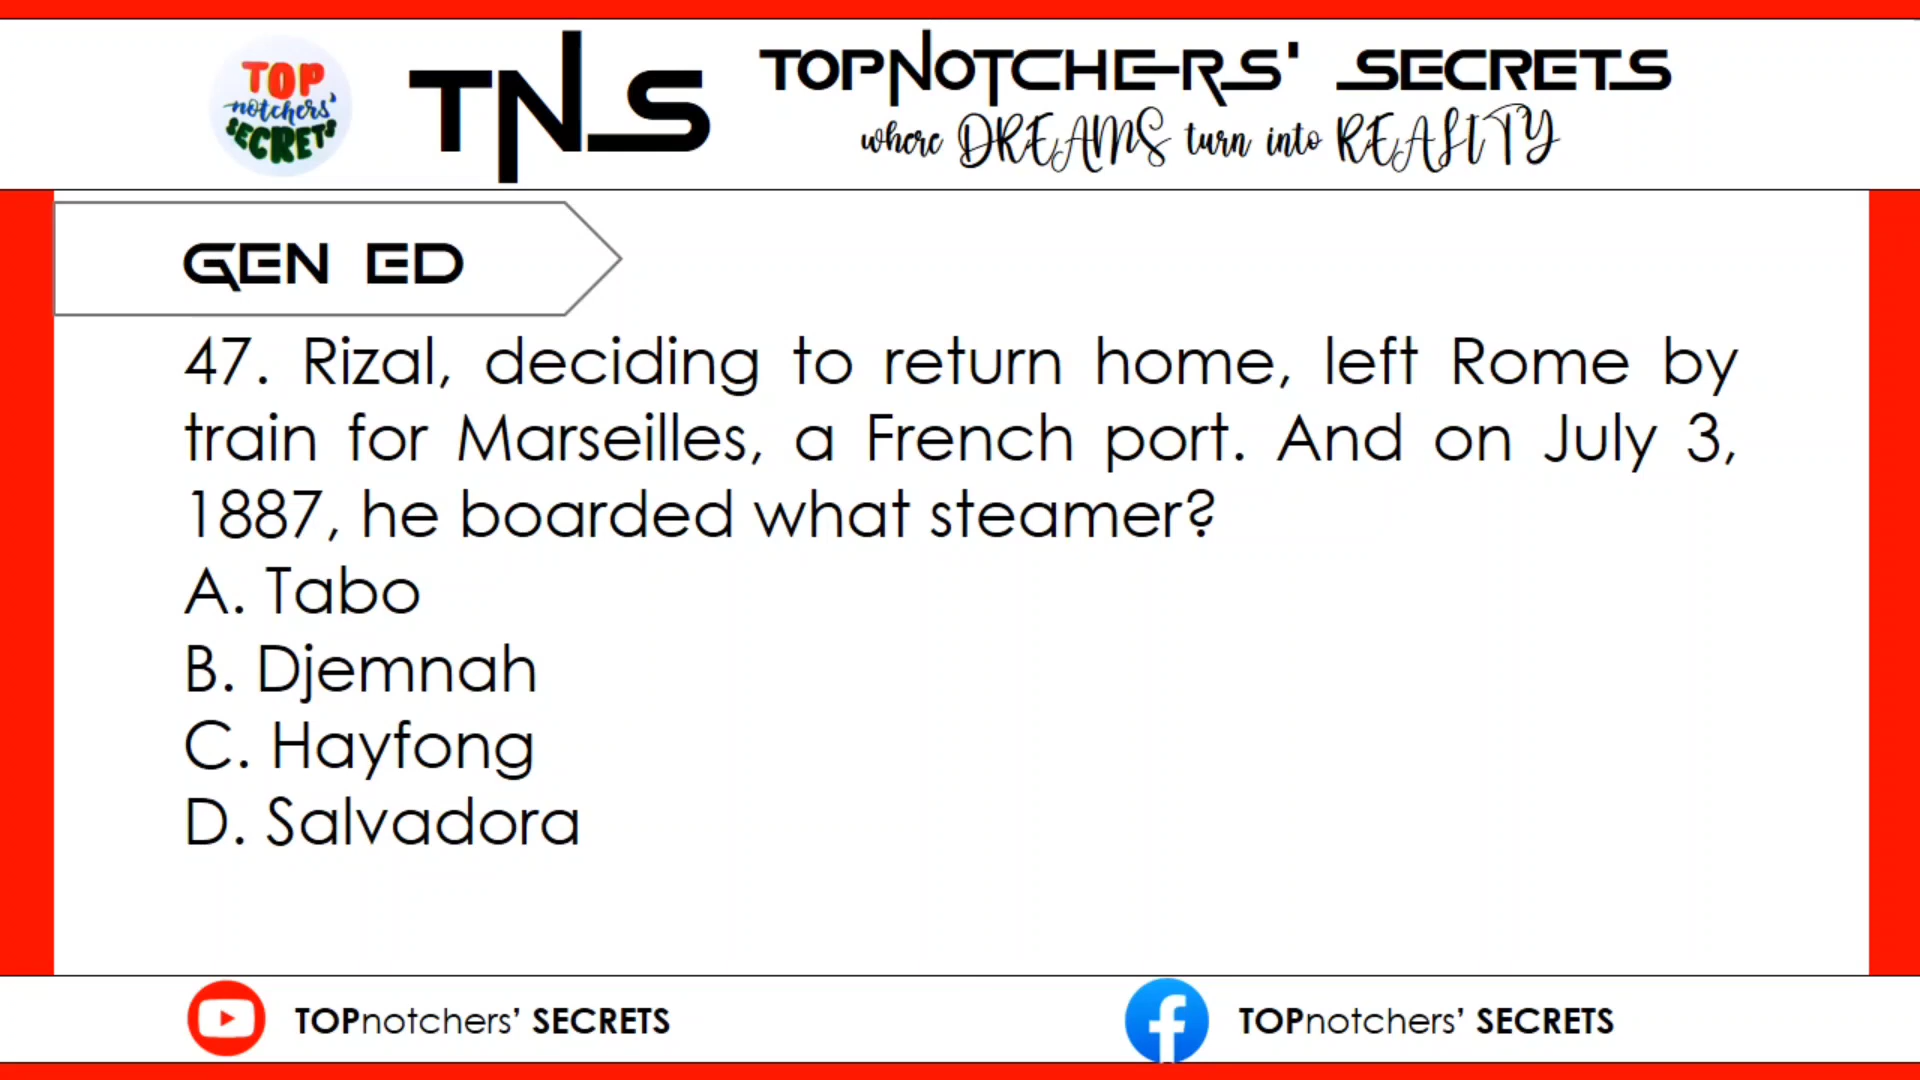 TOP
notchers'
SECRETS
TNS
TOPNOTCHERS' SECRETS
where DREAMS turn into REALITY
GEN ED
47. Rizal, deciding to return home, left Rome by
train for Marseilles, a French port. And on July 3,
1887, he boarded what steamer?
A. Tabo
B. Djemnah
C. Hayfong
D. Salvadora
TOPnotchers’ SECRETS
TOPnotchers’ SECRETS